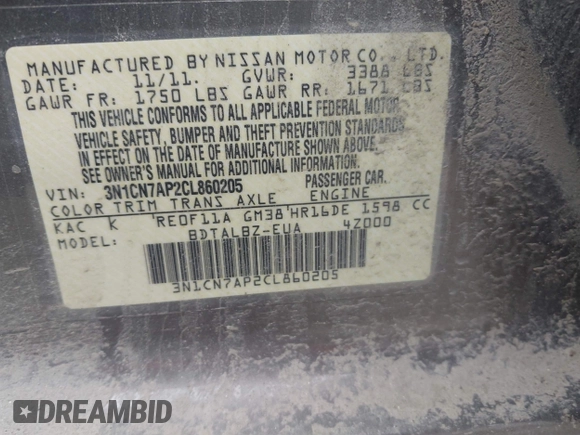 MANUFACTURED BY NISSAN MOTOR CO., LTD.
DATE: 11/11. GVWR: 3388 LBS
GAWR FR: 1750 LBS GAWR RR: 1671 LBS
THIS VEHICLE CONFORMS TO ALL APPLICABLE FEDERAL MOTOR
VEHICLE SAFETY, BUMPER AND THEFT PREVENTION STANDARDS
IN EFFECT ON THE DATE OF MANUFACTURE SHOWN ABOVE.
SEE OWNER'S MANUAL FOR ADDITIONAL INFORMATION.
VIN: 3N1CN7AP2CL860205 PASSENGER CAR.
COLOR TRIM TRANS AXLE ENGINE
KAC K RE0F11A GM38 HR16DE 1598 CC
MODEL: BDTALBZ-EUA 4Z000
3N1CN7AP2CL860205
DREAMBID